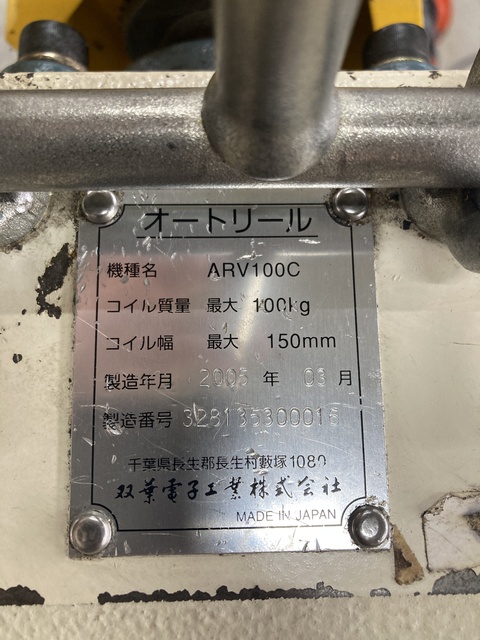 オートリール
機種名 ARV100C
コイル質量 最大 100kg
コイル幅 最大 150mm
製造年月 2005 年 03 月
製造番号
千葉県長生郡長生村藪塚1080
双葉電子工業株式会社
MADE IN JAPAN